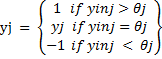 yj = { 1 if yinj > θj
yj if yinj = θj
−1 if yinj < θj